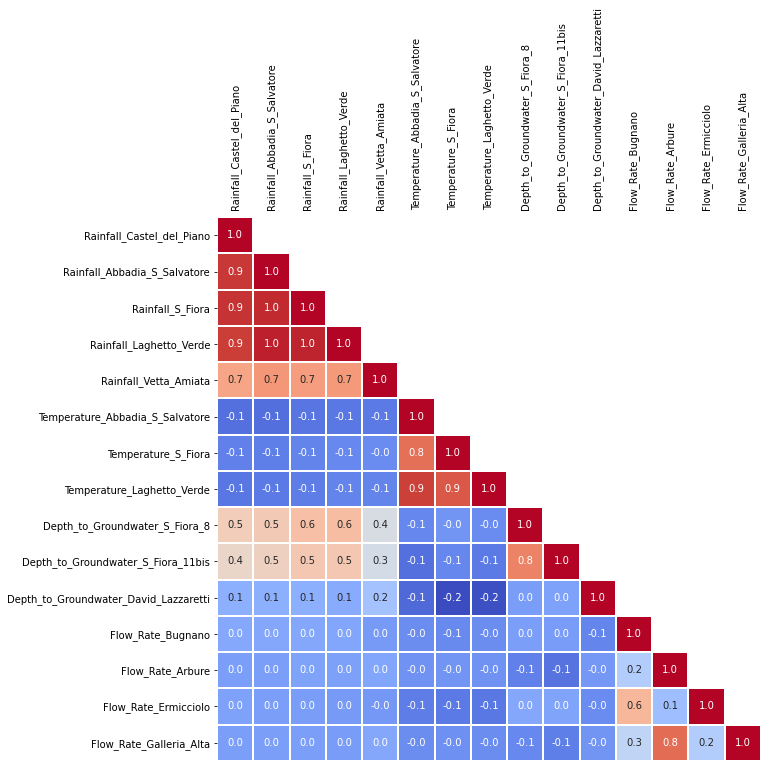 Rainfall_Castel_del_Piano
Rainfall_Abbadia_S_Salvatore
Rainfall_S_Fiora
Rainfall_Laghetto_Verde
Rainfall_Vetta_Amiata
Temperature_Abbadia_S_Salvatore
Temperature_S_Fiora
Temperature_Laghetto_Verde
Depth_to_Groundwater_S_Fiora_8
Depth_to_Groundwater_S_Fiora_11bis
Depth_to_Groundwater_David_Lazzaretti
Flow_Rate_Bugnano
Flow_Rate_Arbure
Flow_Rate_Ermicciolo
Flow_Rate_Galleria_Alta
Rainfall_Castel_del_Piano 1.0
Rainfall_Abbadia_S_Salvatore 0.9 1.0
Rainfall_S_Fiora 0.9 1.0 1.0
Rainfall_Laghetto_Verde 0.9 1.0 1.0 1.0
Rainfall_Vetta_Amiata 0.7 0.7 0.7 0.7 1.0
Temperature_Abbadia_S_Salvatore -0.1 -0.1 -0.1 -0.1 -0.1 1.0
Temperature_S_Fiora -0.1 -0.1 -0.1 -0.1 -0.0 0.8 1.0
Temperature_Laghetto_Verde -0.1 -0.1 -0.1 -0.1 -0.1 0.9 0.9 1.0
Depth_to_Groundwater_S_Fiora_8 0.5 0.5 0.6 0.6 0.4 -0.1 -0.0 -0.0 1.0
Depth_to_Groundwater_S_Fiora_11bis 0.4 0.5 0.5 0.5 0.3 -0.1 -0.1 -0.1 0.8 1.0
Depth_to_Groundwater_David_Lazzaretti 0.1 0.1 0.1 0.1 0.2 -0.1 -0.2 -0.2 0.0 0.0 1.0
Flow_Rate_Bugnano 0.0 0.0 0.0 0.0 0.0 -0.0 -0.1 -0.0 0.0 0.0 -0.1 1.0
Flow_Rate_Arbure 0.0 0.0 0.0 0.0 0.0 -0.0 -0.0 -0.0 -0.1 -0.1 -0.0 0.2 1.0
Flow_Rate_Ermicciolo 0.0 0.0 0.0 0.0 -0.0 -0.1 -0.1 -0.1 0.0 0.0 -0.0 0.6 0.1 1.0
Flow_Rate_Galleria_Alta 0.0 0.0 0.0 0.0 0.0 -0.0 -0.0 -0.0 -0.1 -0.1 -0.0 0.3 0.8 0.2 1.0